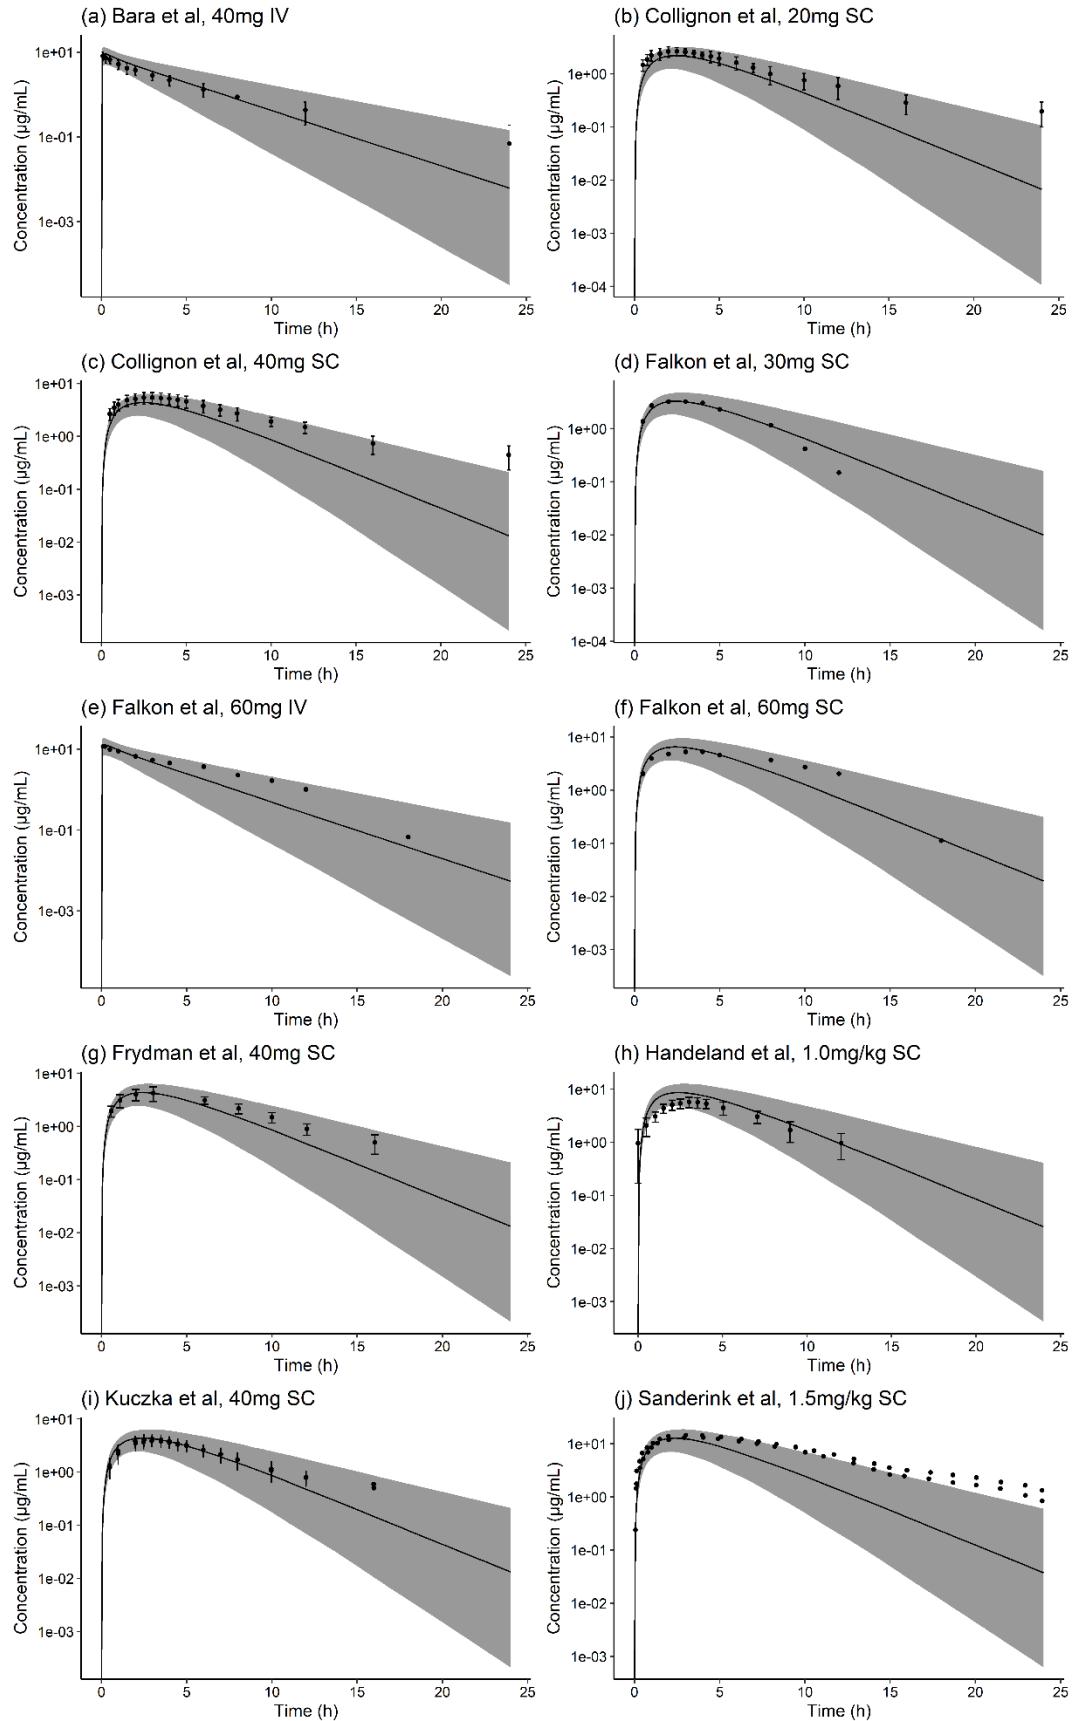 (a) Bara et al, 40mg IV
Concentration (µg/mL)
1e+01
1e-01
1e-03
0 5 10 15 20 25
Time (h)
(b) Collignon et al, 20mg SC
Concentration (µg/mL)
1e+00
1e-01
1e-02
1e-03
1e-04
0 5 10 15 20 25
Time (h)
(c) Collignon et al, 40mg SC
Concentration (µg/mL)
1e+01
1e+00
1e-01
1e-02
1e-03
0 5 10 15 20 25
Time (h)
(d) Falkon et al, 30mg SC
Concentration (µg/mL)
1e+00
1e-01
1e-02
1e-03
1e-04
0 5 10 15 20 25
Time (h)
(e) Falkon et al, 60mg IV
Concentration (µg/mL)
1e+01
1e-01
1e-03
0 5 10 15 20 25
Time (h)
(f) Falkon et al, 60mg SC
Concentration (µg/mL)
1e+01
1e+00
1e-01
1e-02
1e-03
0 5 10 15 20 25
Time (h)
(g) Frydman et al, 40mg SC
Concentration (µg/mL)
1e+01
1e+00
1e-01
1e-02
1e-03
0 5 10 15 20 25
Time (h)
(h) Handeland et al, 1.0mg/kg SC
Concentration (µg/mL)
1e+01
1e+00
1e-01
1e-02
1e-03
0 5 10 15 20 25
Time (h)
(i) Kuczka et al, 40mg SC
Concentration (µg/mL)
1e+01
1e+00
1e-01
1e-02
1e-03
0 5 10 15 20 25
Time (h)
(j) Sanderink et al, 1.5mg/kg SC
Concentration (µg/mL)
1e+01
1e+00
1e-01
1e-02
1e-03
0 5 10 15 20 25
Time (h)